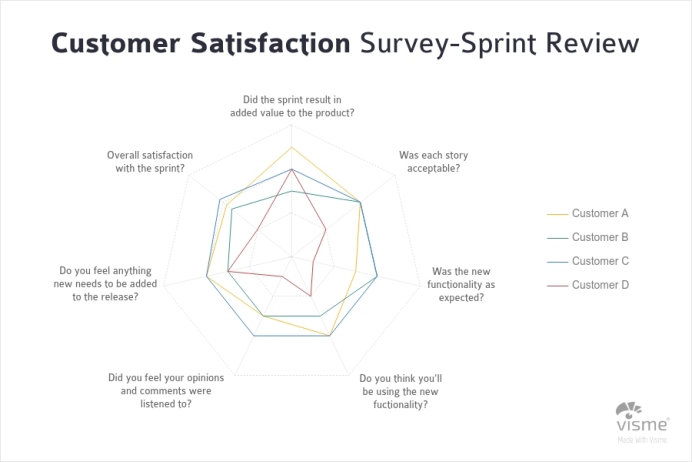 Customer Satisfaction Survey-Sprint Review
Did the sprint result in
added value to the product?
Overall satisfaction
with the sprint?
Was each story
acceptable?
Customer A
Customer B
Customer C
Customer D
Do you feel anything
new needs to be added
to the release?
Was the new
functionality as
expected?
Did you feel your opinions
and comments were
listened to?
Do you think you'll
be using the new
fuctionality?
visme
Made with Visme